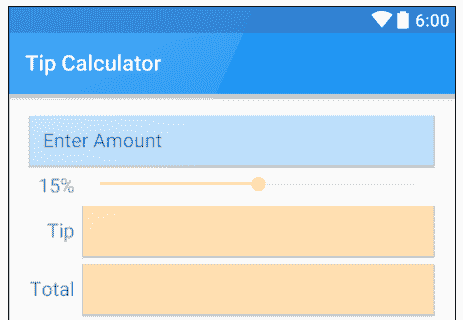 6:00
Tip Calculator
Enter Amount
15%
Tip
Total